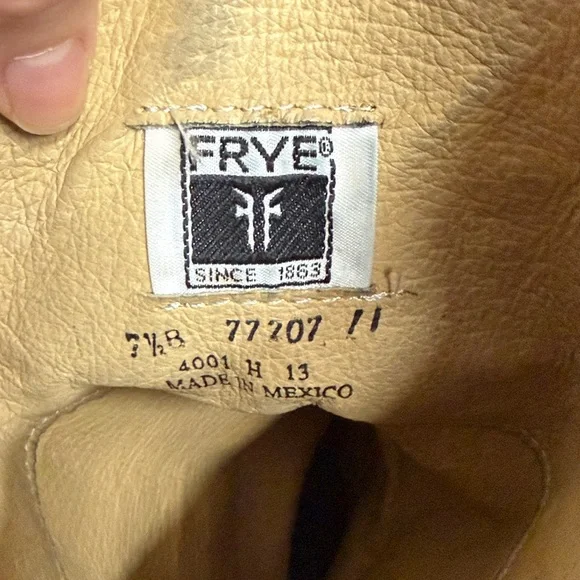 FRYE®
SINCE 1863
7½B 77207 11
4001 H 13
MADE IN MEXICO